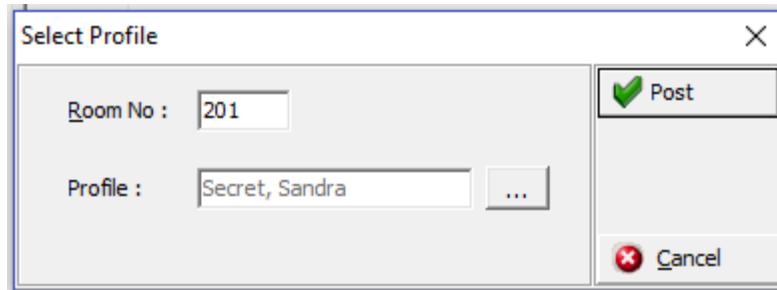 Select Profile
Room No : 201
Post
Profile : Secret, Sandra ...
Cancel